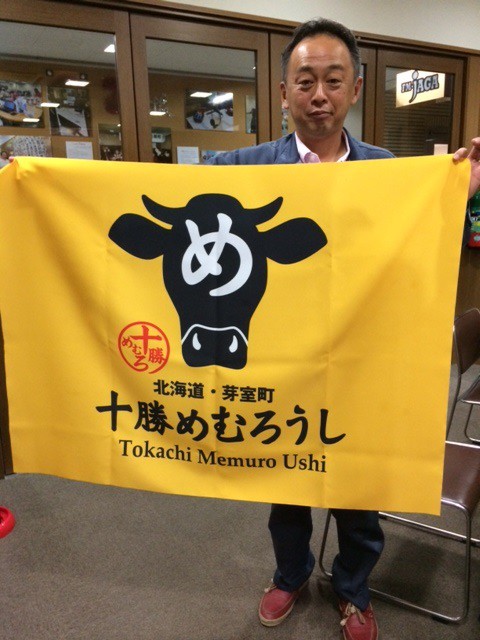 FM-JAGA
め
十勝
めむろ
北海道・芽室町
十勝めむろうし
Tokachi Memuro Ushi